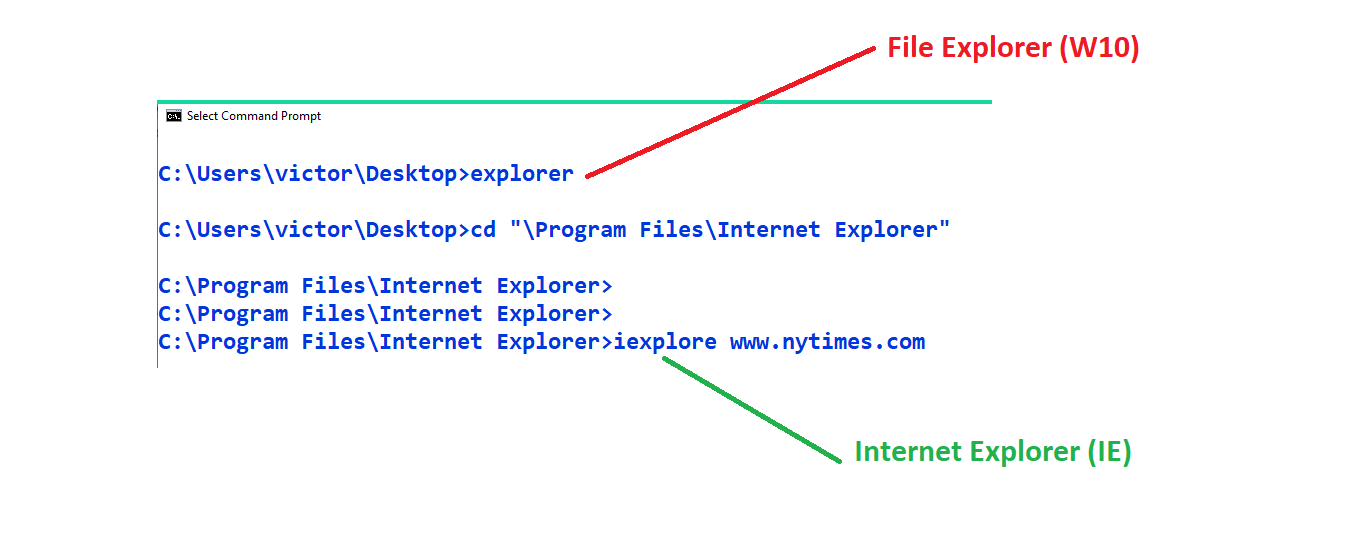 File Explorer (W10)
Select Command Prompt
C:\Users\victor\Desktop>explorer
C:\Users\victor\Desktop>cd "\Program Files\Internet Explorer"
C:\Program Files\Internet Explorer>
C:\Program Files\Internet Explorer>
C:\Program Files\Internet Explorer>iexplore www.nytimes.com
Internet Explorer (IE)